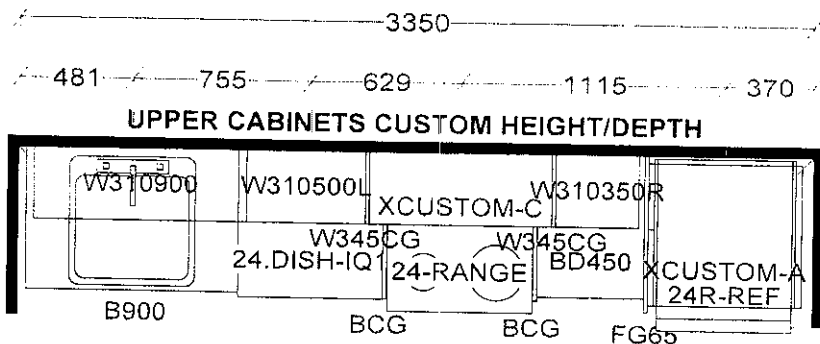 3350
481 755 629 1115 370
UPPER CABINETS CUSTOM HEIGHT/DEPTH
W310900 W310500L W310350R
XCUSTOM-C
W345CG W345CG
24.DISH-IQ1 24-RANGE BD450 XCUSTOM-A
24R-REF
B900
BCG BCG FG65